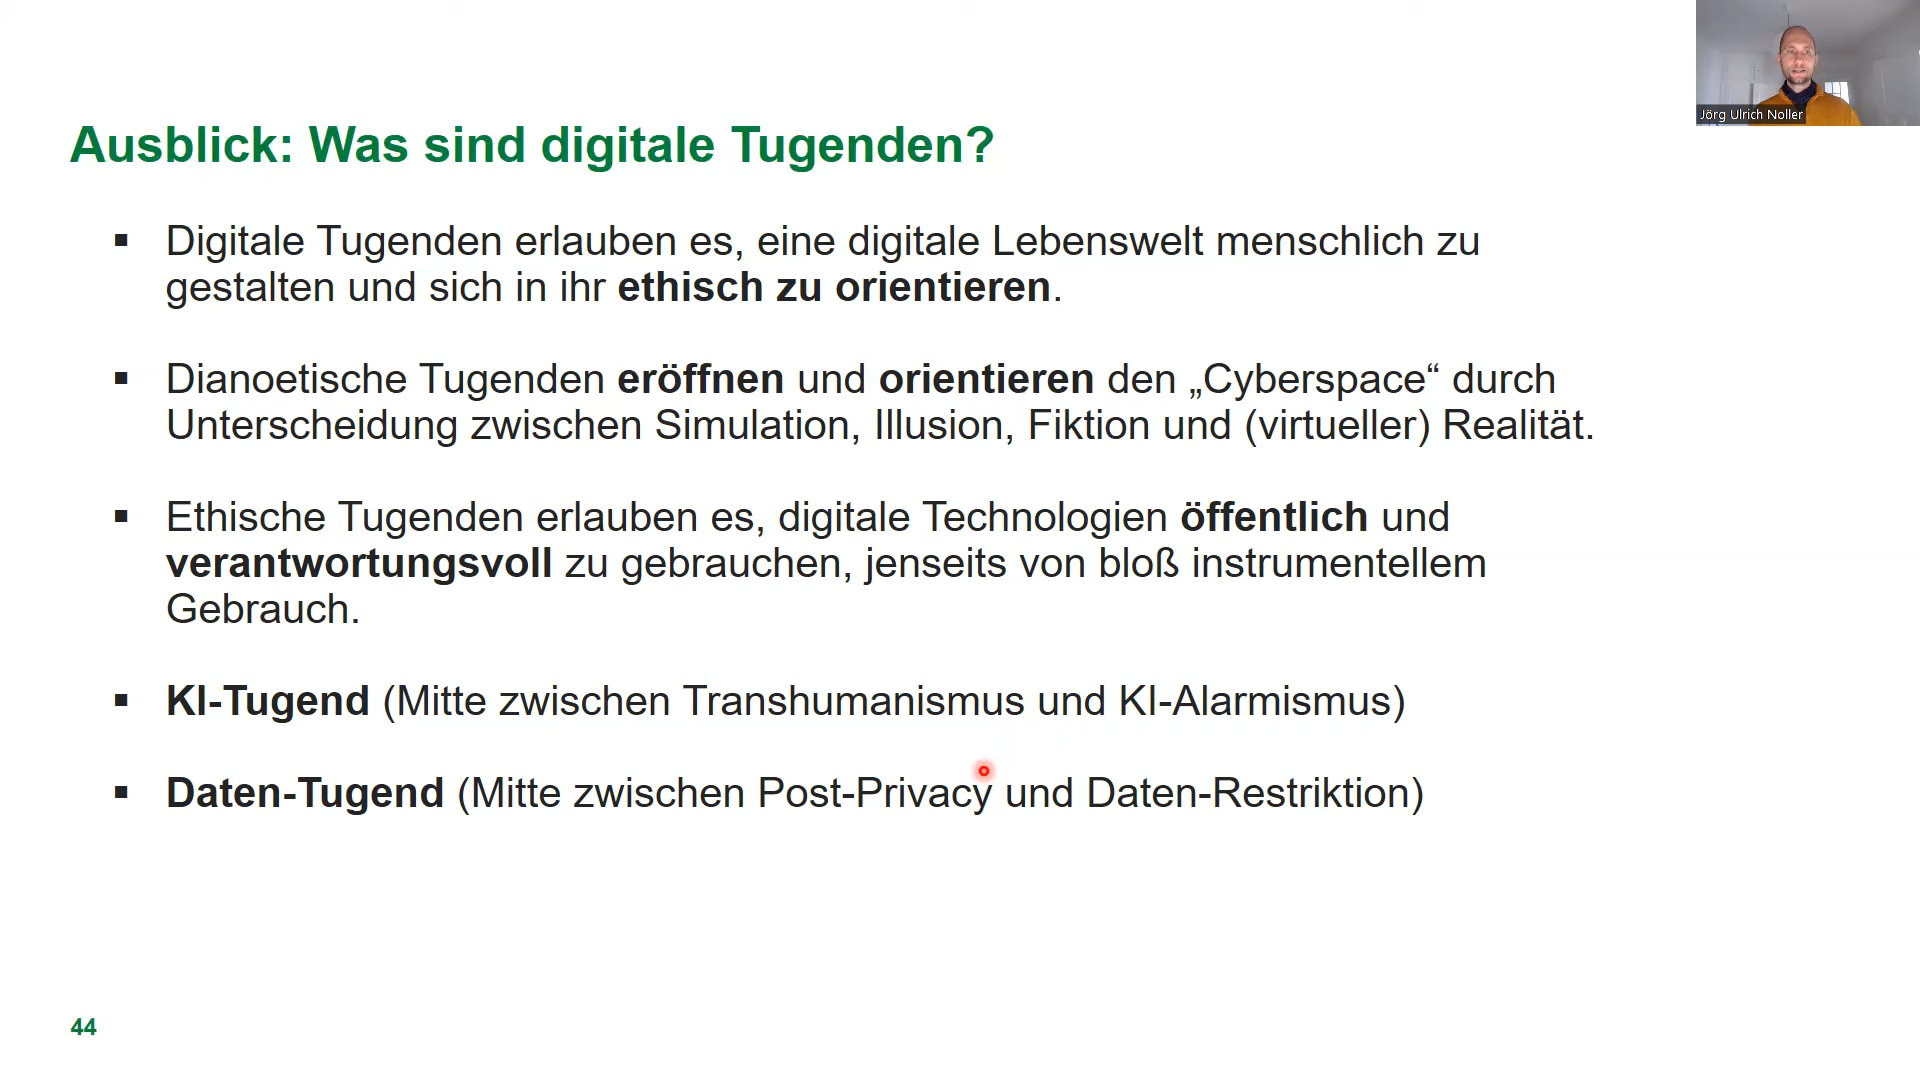 Jörg Ulrich Noller
Ausblick: Was sind digitale Tugenden?
▪ Digitale Tugenden erlauben es, eine digitale Lebenswelt menschlich zu
gestalten und sich in ihr ethisch zu orientieren.
▪ Dianoetische Tugenden eröffnen und orientieren den „Cyberspace“ durch
Unterscheidung zwischen Simulation, Illusion, Fiktion und (virtueller) Realität.
▪ Ethische Tugenden erlauben es, digitale Technologien öffentlich und
verantwortungsvoll zu gebrauchen, jenseits von bloß instrumentellem
Gebrauch.
▪ KI-Tugend (Mitte zwischen Transhumanismus und KI-Alarmismus)
▪ Daten-Tugend (Mitte zwischen Post-Privacy und Daten-Restriktion)
44